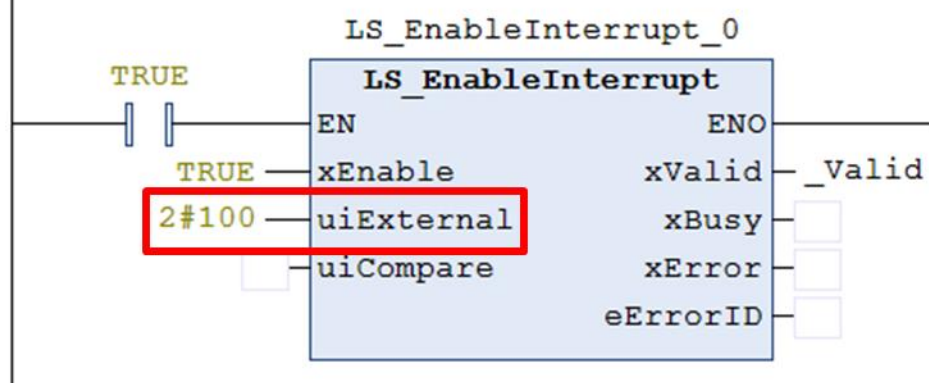 LS_EnableInterrupt_0
TRUE
LS_EnableInterrupt
EN ENO
TRUE xEnable xValid _Valid
2#100 uiExternal xBusy
uiCompare xError
eErrorID